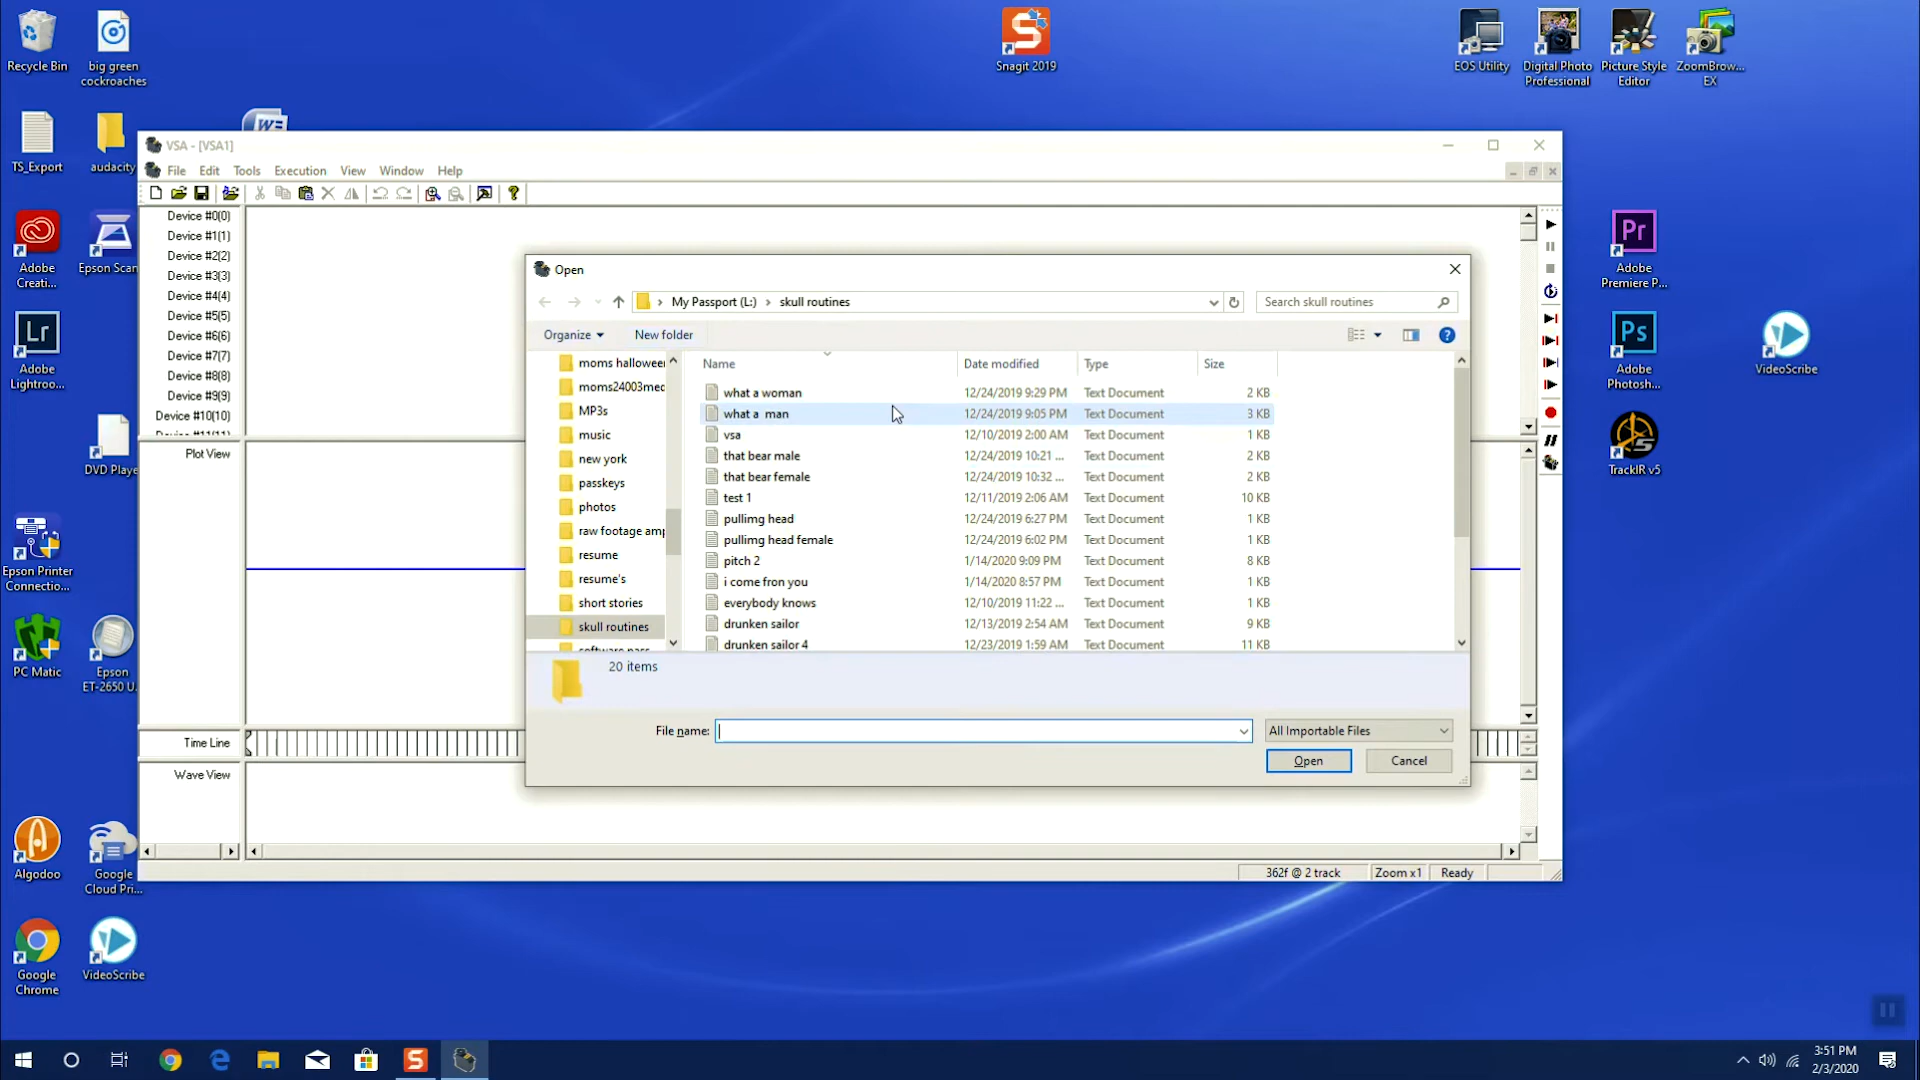 Recycle Bin
big green
cockroaches
Snagit 2019
EOS Utility
Digital Photo
Professional
Picture Style
Editor
ZoomBrow...
EX
TS_Export
audacity
Adobe
Creati...
Epson Scan
Adobe
Lightroo...
DVD Playe
Epson Printer
Connectio...
PC Matic
Epson
ET-2650 U...
Algodoo
Google
Cloud Pri...
Google
Chrome
VideoScribe
Adobe
Premiere P...
Adobe
Photosh...
VideoScribe
TrackIR v5
VSA - [VSA1]
File Edit Tools Execution View Window Help
Device #0(0)
Device #1(1)
Device #2(2)
Device #3(3)
Device #4(4)
Device #5(5)
Device #6(6)
Device #7(7)
Device #8(8)
Device #9(9)
Device #10(10)
Device #11(11)
Plot View
Time Line
Wave View
362f @ 2 track Zoom x1 Ready
Open
My Passport (L:) > skull routines
Search skull routines
Organize New folder
moms hallowee
moms24003med
MP3s
music
new york
passkeys
photos
raw footage amp
resume
resume's
short stories
skull routines
software pass
Name Date modified Type Size
what a woman 12/24/2019 9:29 PM Text Document 2 KB
what a  man 12/24/2019 9:05 PM Text Document 3 KB
vsa 12/10/2019 2:00 AM Text Document 1 KB
that bear male 12/24/2019 10:21 ... Text Document 2 KB
that bear female 12/24/2019 10:32 ... Text Document 2 KB
test 1 12/11/2019 2:06 AM Text Document 10 KB
pullimg head 12/24/2019 6:27 PM Text Document 1 KB
pullimg head female 12/24/2019 6:02 PM Text Document 1 KB
pitch 2 1/14/2020 9:09 PM Text Document 8 KB
i come fron you 1/14/2020 8:57 PM Text Document 1 KB
everybody knows 12/10/2019 11:22 ... Text Document 1 KB
drunken sailor 12/13/2019 2:54 AM Text Document 9 KB
drunken sailor 4 12/23/2019 1:59 AM Text Document 11 KB
20 items
File name: All Importable Files
Open Cancel
3:51 PM
2/3/2020